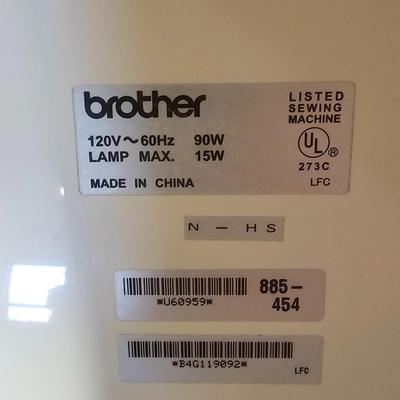 brother
120V~60Hz 90W
LAMP MAX. 15W
MADE IN CHINA
LISTED
SEWING
MACHINE
UL
273C
LFC
N - HS
*U60959*
885-
454
*B4G119092*
LFC